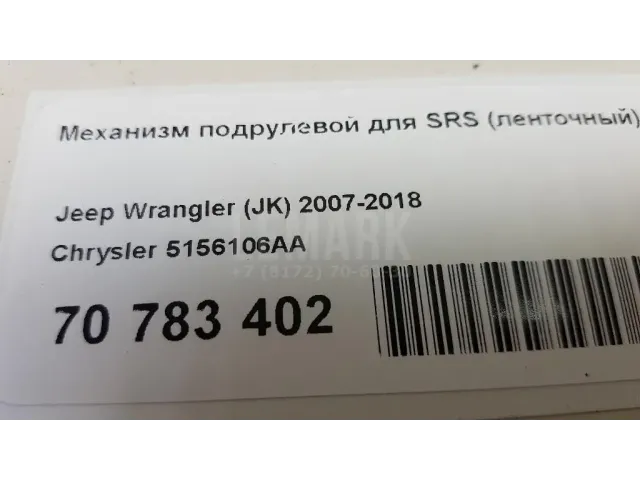 Механизм подрулевой для SRS (ленточный)
Jeep Wrangler (JK) 2007-2018
Chrysler 5156106AA
70 783 402